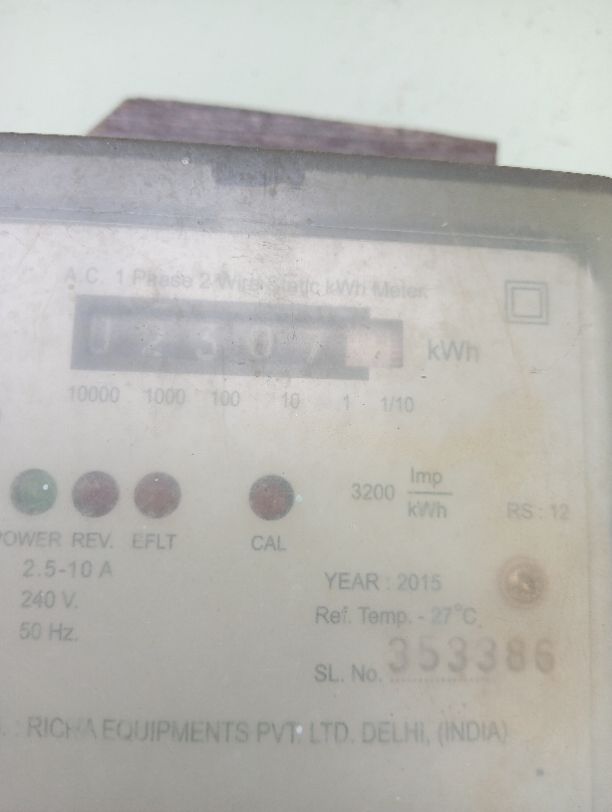 A.C. 1 Phase 2 Wire Static kWh Meter
1 2 3 0 7
kWh
10000 1000 100 10 1 1/10
3200 Imp
kWh
RS : 12
POWER REV. EFLT CAL
2.5-10 A
240 V.
50 Hz.
YEAR : 2015
Ref. Temp. - 27°C
SL. No. 353386
RICHA EQUIPMENTS PVT. LTD. DELHI, (INDIA)